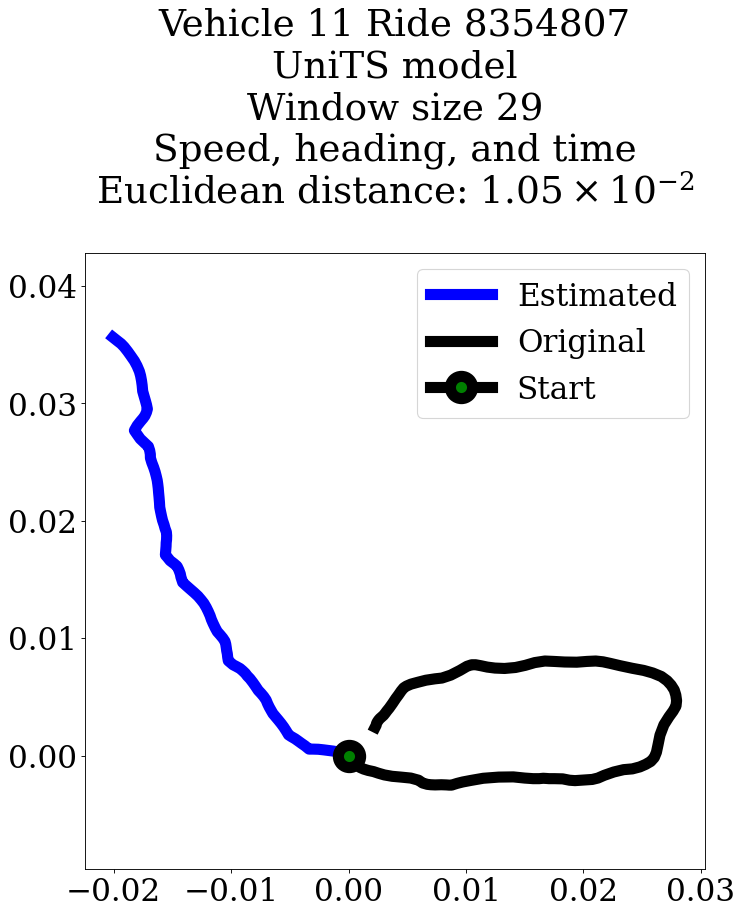 Vehicle 11 Ride 8354807
UniTS model
Window size 29
Speed, heading, and time
Euclidean distance: 1.05 × 10⁻²
0.04
0.03
0.02
0.01
0.00
Estimated
Original
Start
−0.02 −0.01 0.00 0.01 0.02 0.03